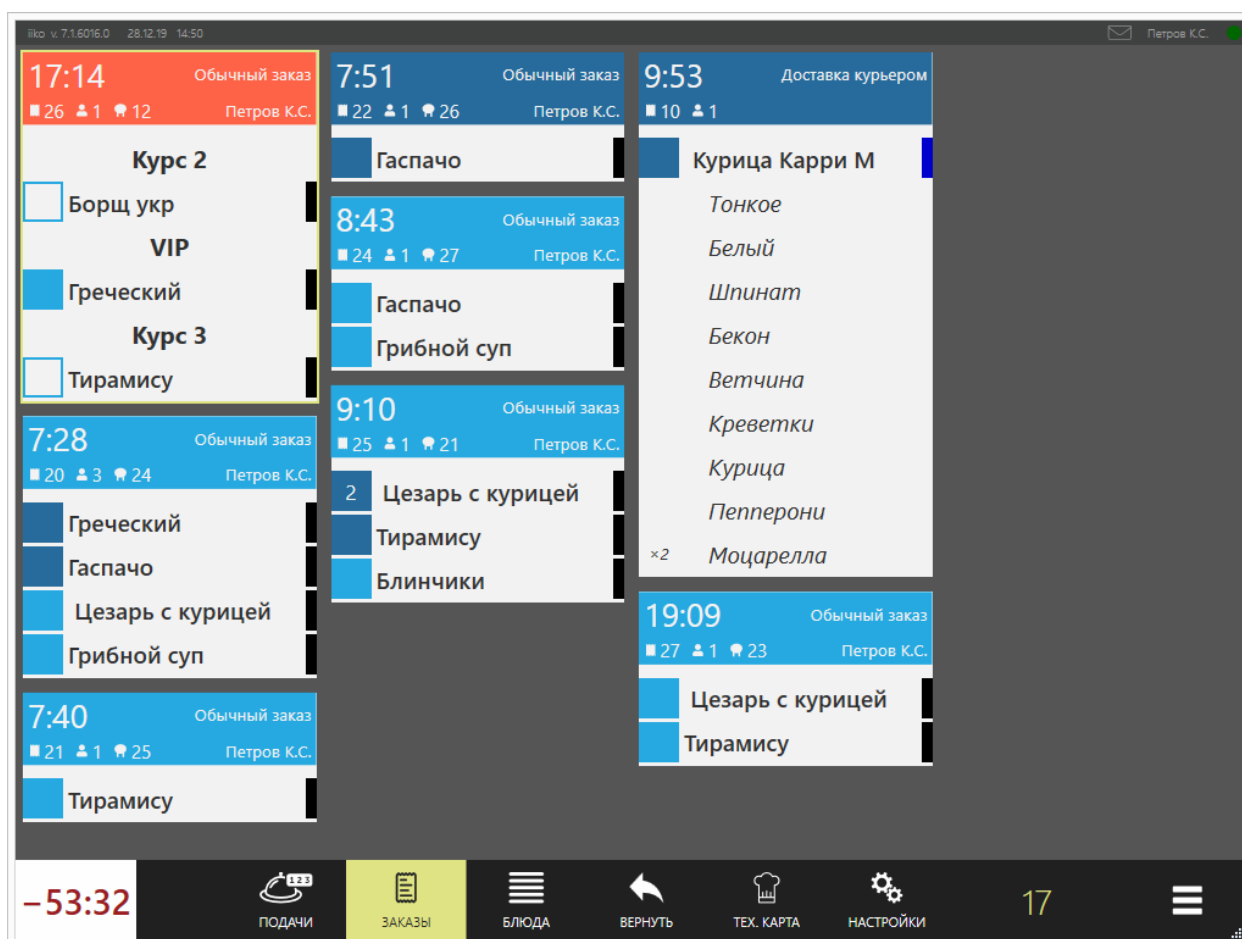 iiko v. 7.1.6016.0 28.12.19 14:50 Петров К.С.
17:14 Обычный заказ
26 1 12 Петров К.С.
Курс 2
Борщ укр
VIP
Греческий
Курс 3
Тирамису
7:28 Обычный заказ
20 3 24 Петров К.С.
Греческий
Гаспачо
Цезарь с курицей
Грибной суп
7:40 Обычный заказ
21 1 25 Петров К.С.
Тирамису
7:51 Обычный заказ
22 1 26 Петров К.С.
Гаспачо
8:43 Обычный заказ
24 1 27 Петров К.С.
Гаспачо
Грибной суп
9:10 Обычный заказ
25 1 21 Петров К.С.
2 Цезарь с курицей
Тирамису
Блинчики
9:53 Доставка курьером
10 1
Курица Карри М
Тонкое
Белый
Шпинат
Бекон
Ветчина
Креветки
Курица
Пепперони
×2 Моцарелла
19:09 Обычный заказ
27 1 23 Петров К.С.
Цезарь с курицей
Тирамису
–53:32
1 2 3
ПОДАЧИ
ЗАКАЗЫ
БЛЮДА
ВЕРНУТЬ
ТЕХ. КАРТА
НАСТРОЙКИ
17